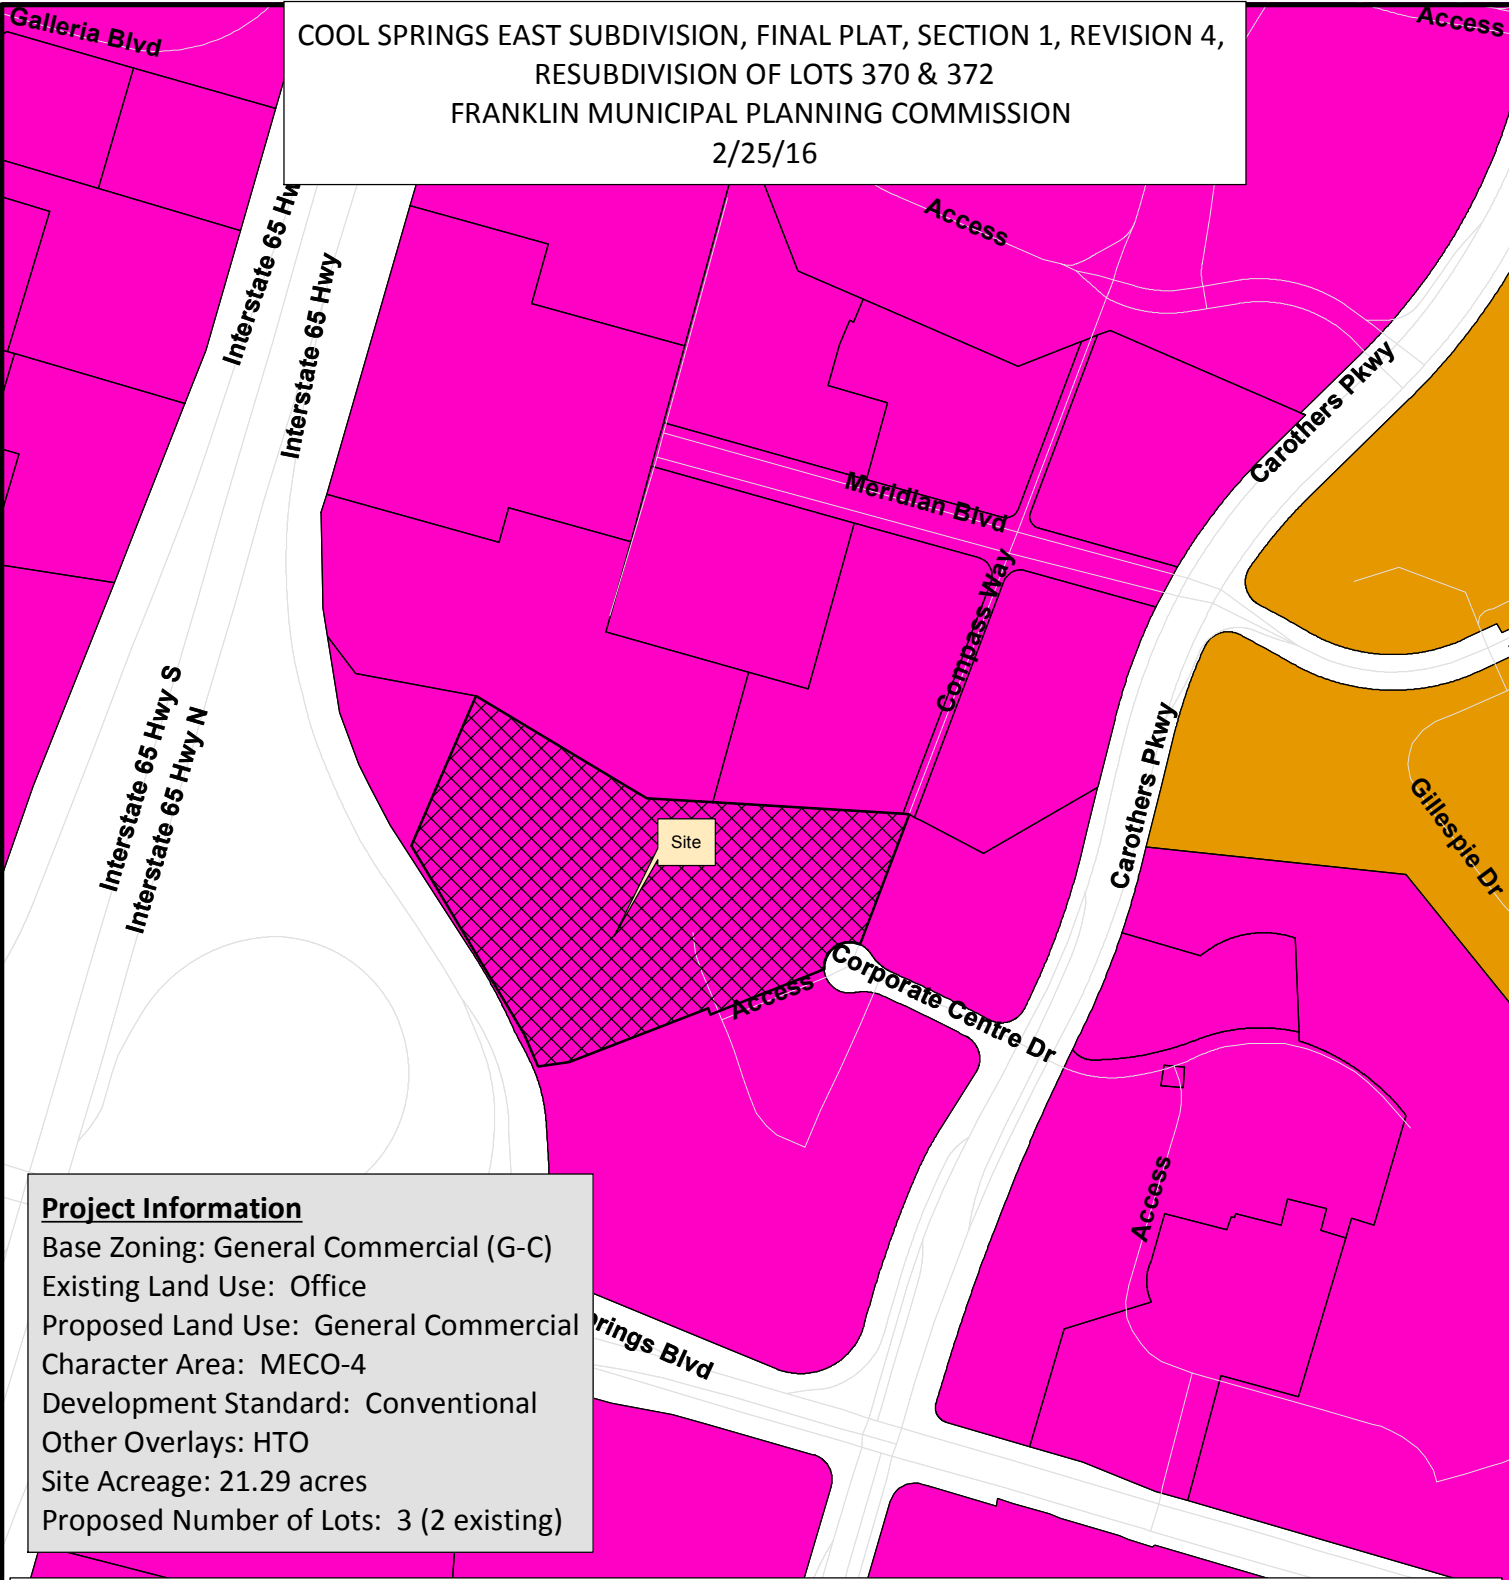 COOL SPRINGS EAST SUBDIVISION, FINAL PLAT, SECTION 1, REVISION 4,
RESUBDIVISION OF LOTS 370 & 372
FRANKLIN MUNICIPAL PLANNING COMMISSION
2/25/16
Galleria Blvd
Access
Access
Interstate 65 Hw
Interstate 65 Hwy
Carothers Pkwy
Meridian Blvd
Compass Way
Interstate 65 Hwy S
Interstate 65 Hwy N
Carothers Pkwy
Gillespie Dr
Site
Corporate Centre Dr
Access
Access
rings Blvd
Project Information
Base Zoning: General Commercial (G-C)
Existing Land Use: Office
Proposed Land Use: General Commercial
Character Area: MECO-4
Development Standard: Conventional
Other Overlays: HTO
Site Acreage: 21.29 acres
Proposed Number of Lots: 3 (2 existing)